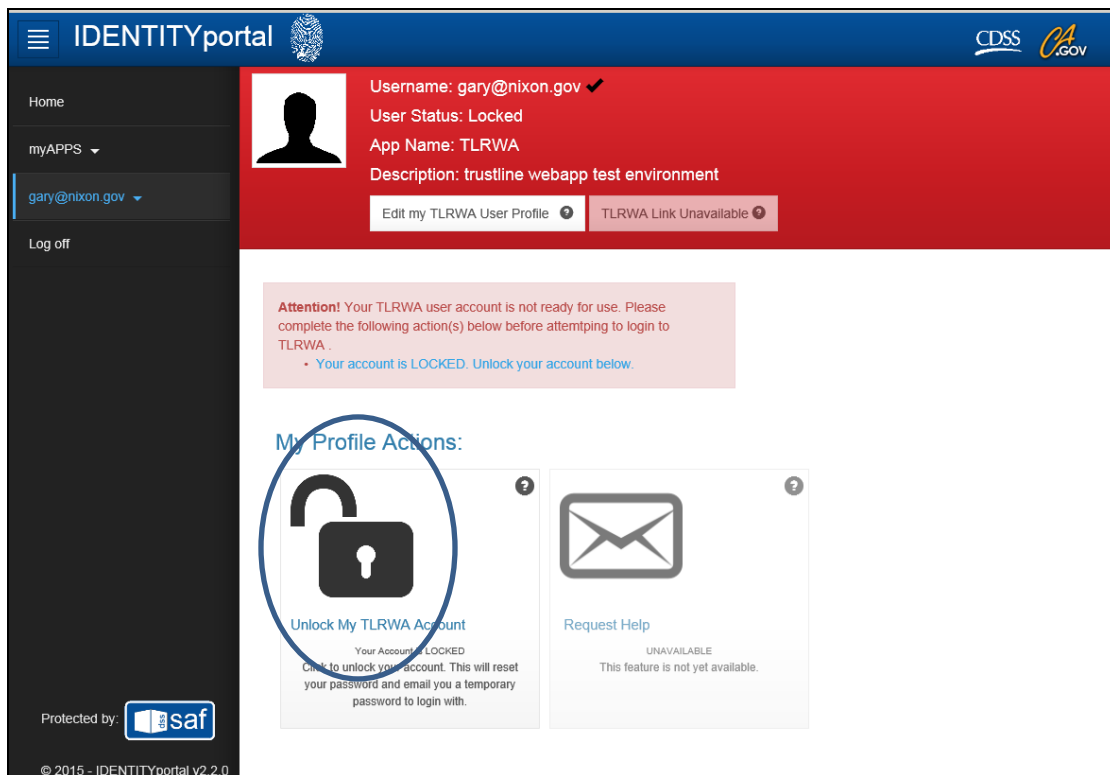 IDENTITYportal
CDSS
CA.GOV
Home
myAPPS
gary@nixon.gov
Log off
Username: gary@nixon.gov
User Status: Locked
App Name: TLRWA
Description: trustline webapp test environment
Edit my TLRWA User Profile ?
TLRWA Link Unavailable ?
Attention! Your TLRWA user account is not ready for use. Please
complete the following action(s) below before attemtping to login to
TLRWA .
• Your account is LOCKED. Unlock your account below.
My Profile Actions:
?
Unlock My TLRWA Account
Your Account is LOCKED
Click to unlock your account. This will reset
your password and email you a temporary
password to login with.
?
Request Help
UNAVAILABLE
This feature is not yet available.
Protected by: dss saf
© 2015 - IDENTITYportal v2.2.0